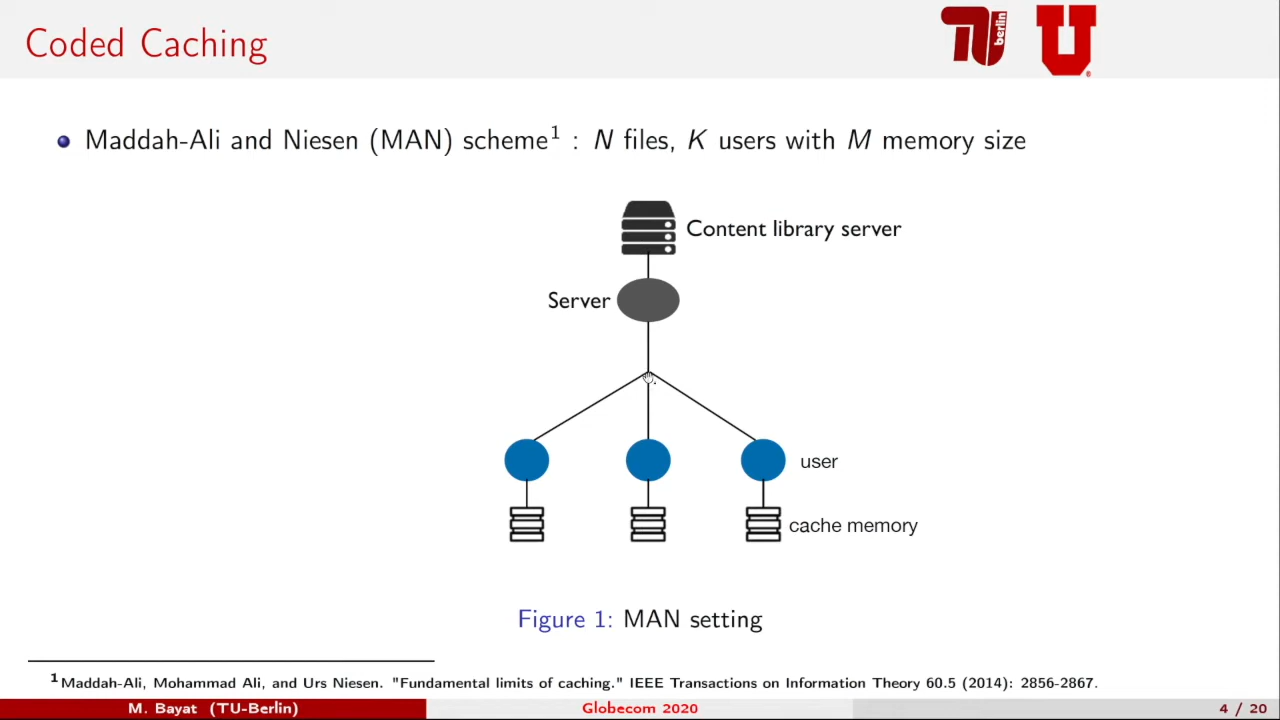 Coded Caching
berlin
Maddah-Ali and Niesen (MAN) scheme¹ : N files, K users with M memory size
Content library server
Server
user
cache memory
Figure 1: MAN setting
¹Maddah-Ali, Mohammad Ali, and Urs Niesen. "Fundamental limits of caching." IEEE Transactions on Information Theory 60.5 (2014): 2856-2867.
M. Bayat (TU-Berlin)
Globecom 2020
4 / 20